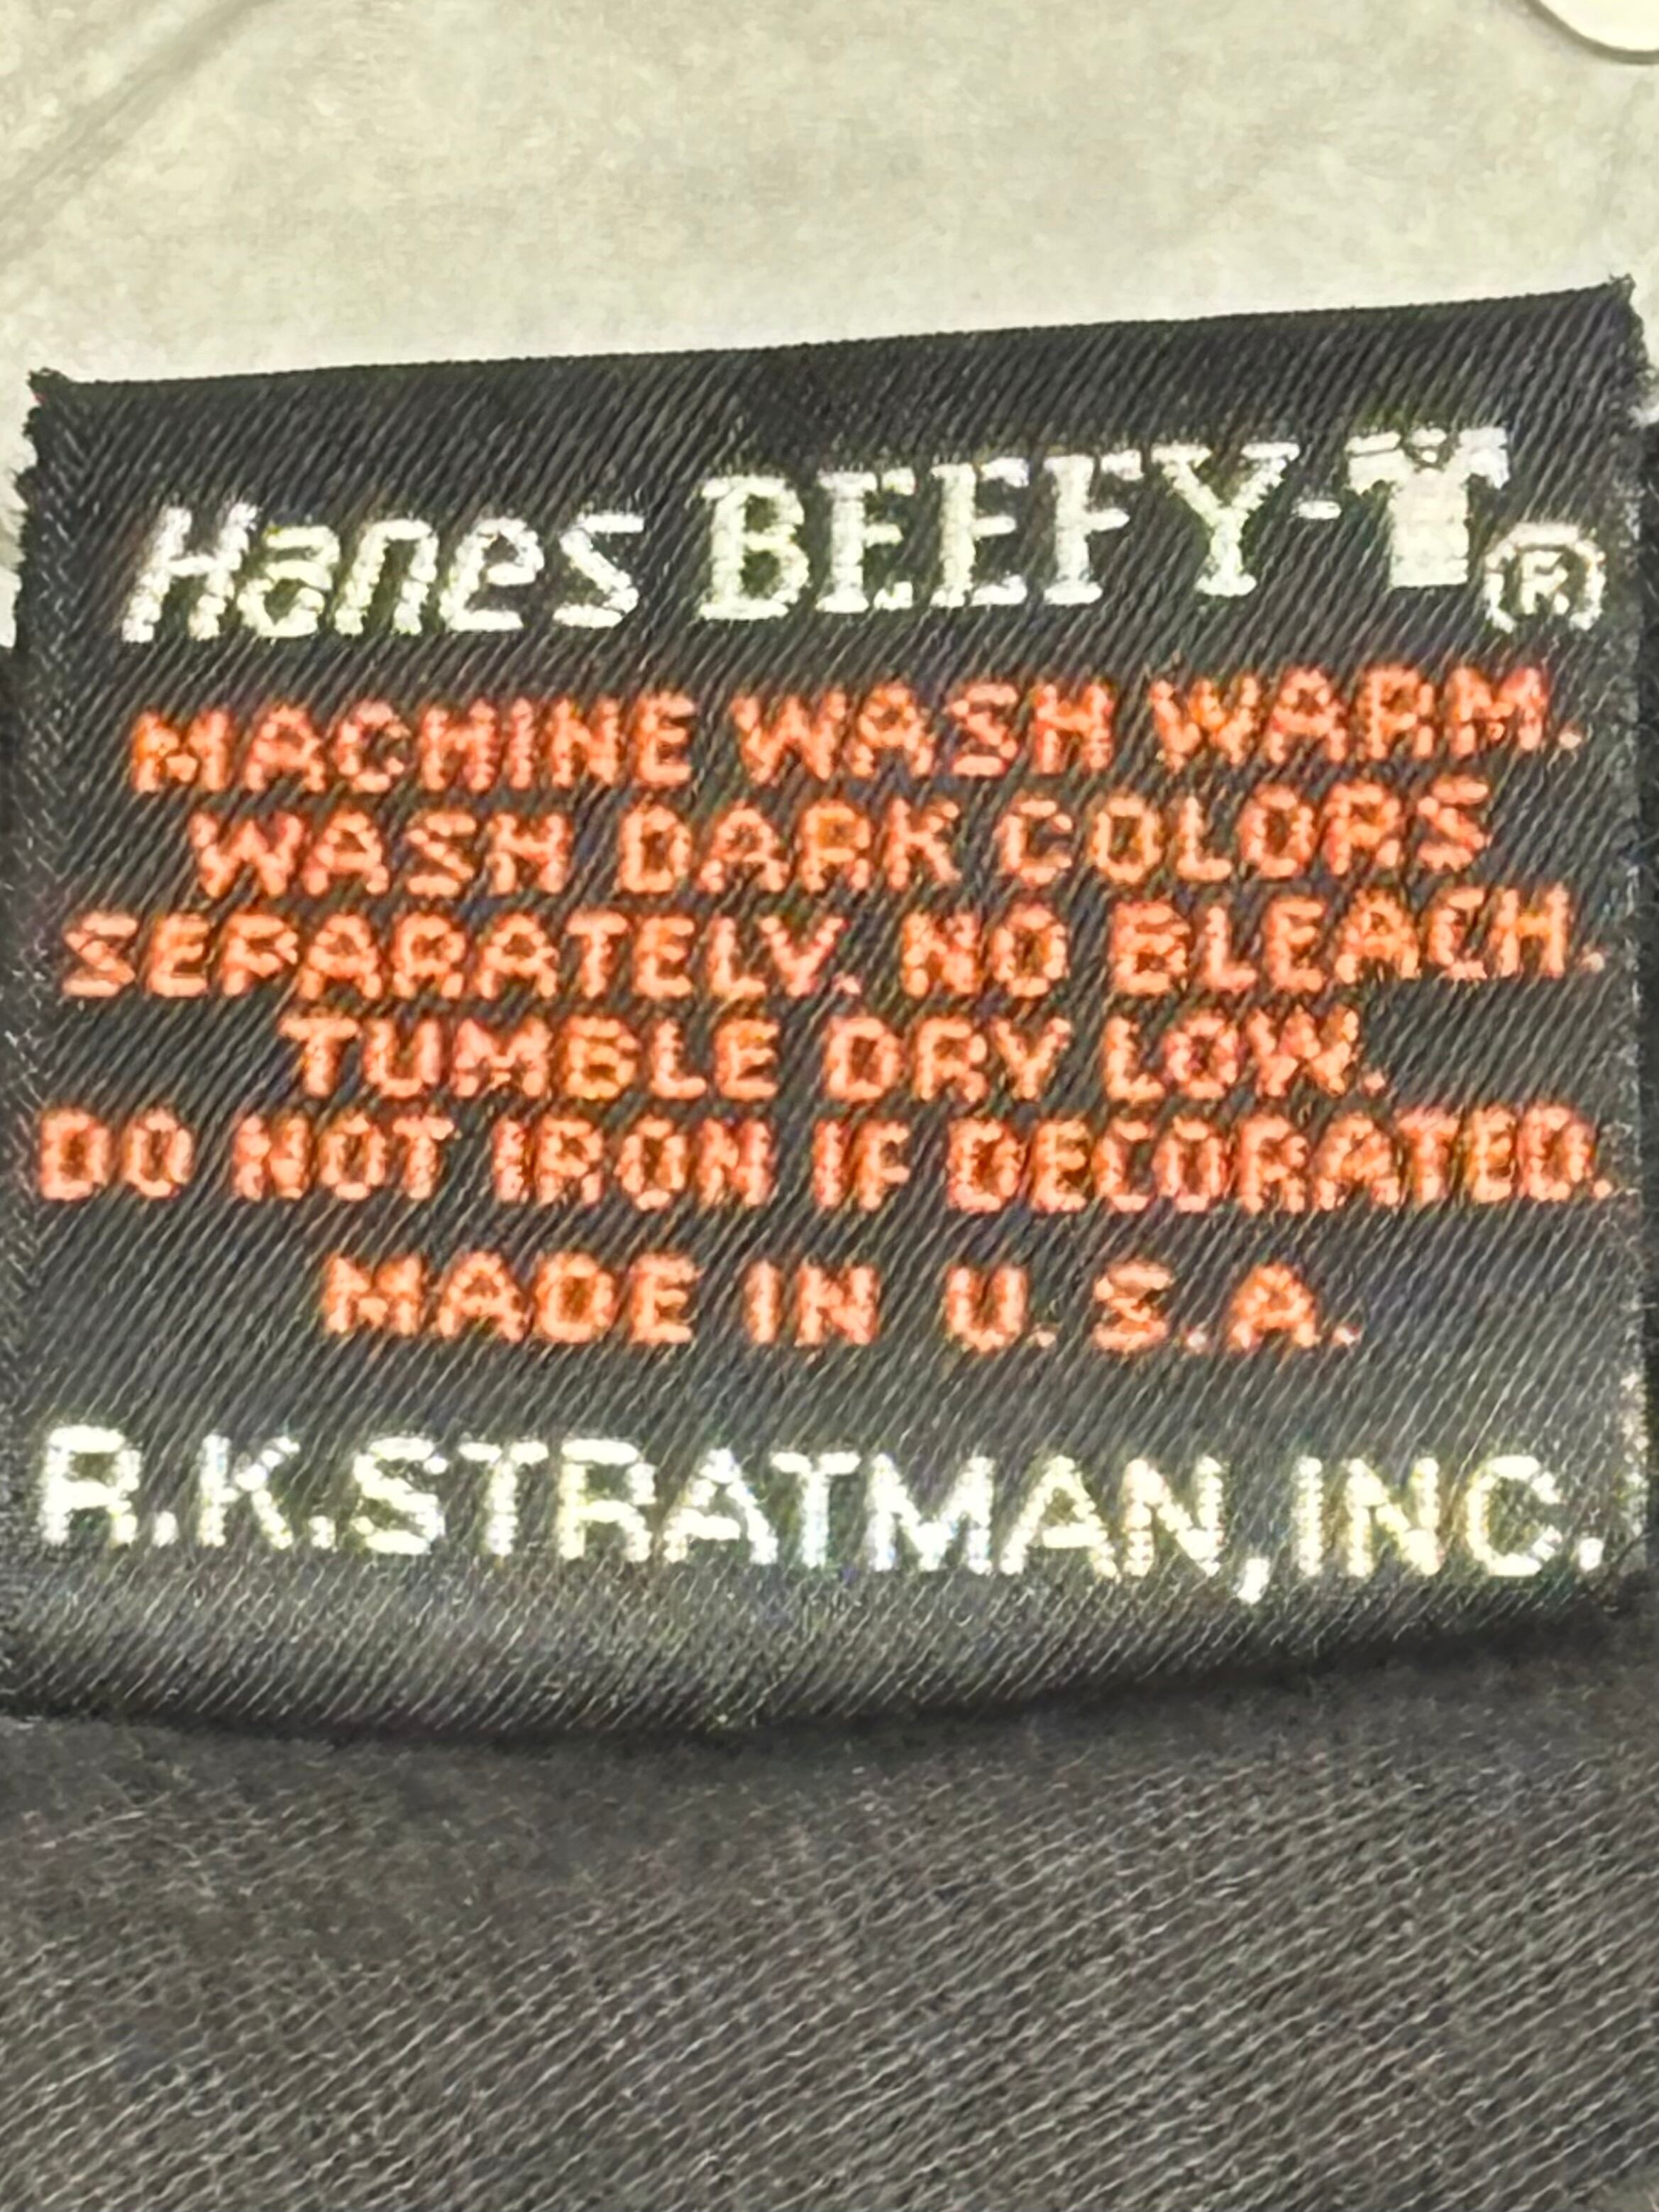 Hanes BEEFY-T®
MACHINE WASH WARM.
WASH DARK COLORS
SEPARATELY. NO BLEACH.
TUMBLE DRY LOW.
DO NOT IRON IF DECORATED.
MADE IN U.S.A.
R.K.STRATMAN,INC.